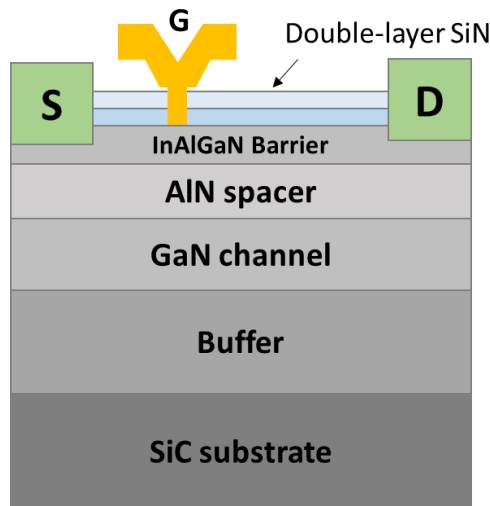 G
Double-layer SiN
S
D
InAlGaN Barrier
AlN spacer
GaN channel
Buffer
SiC substrate